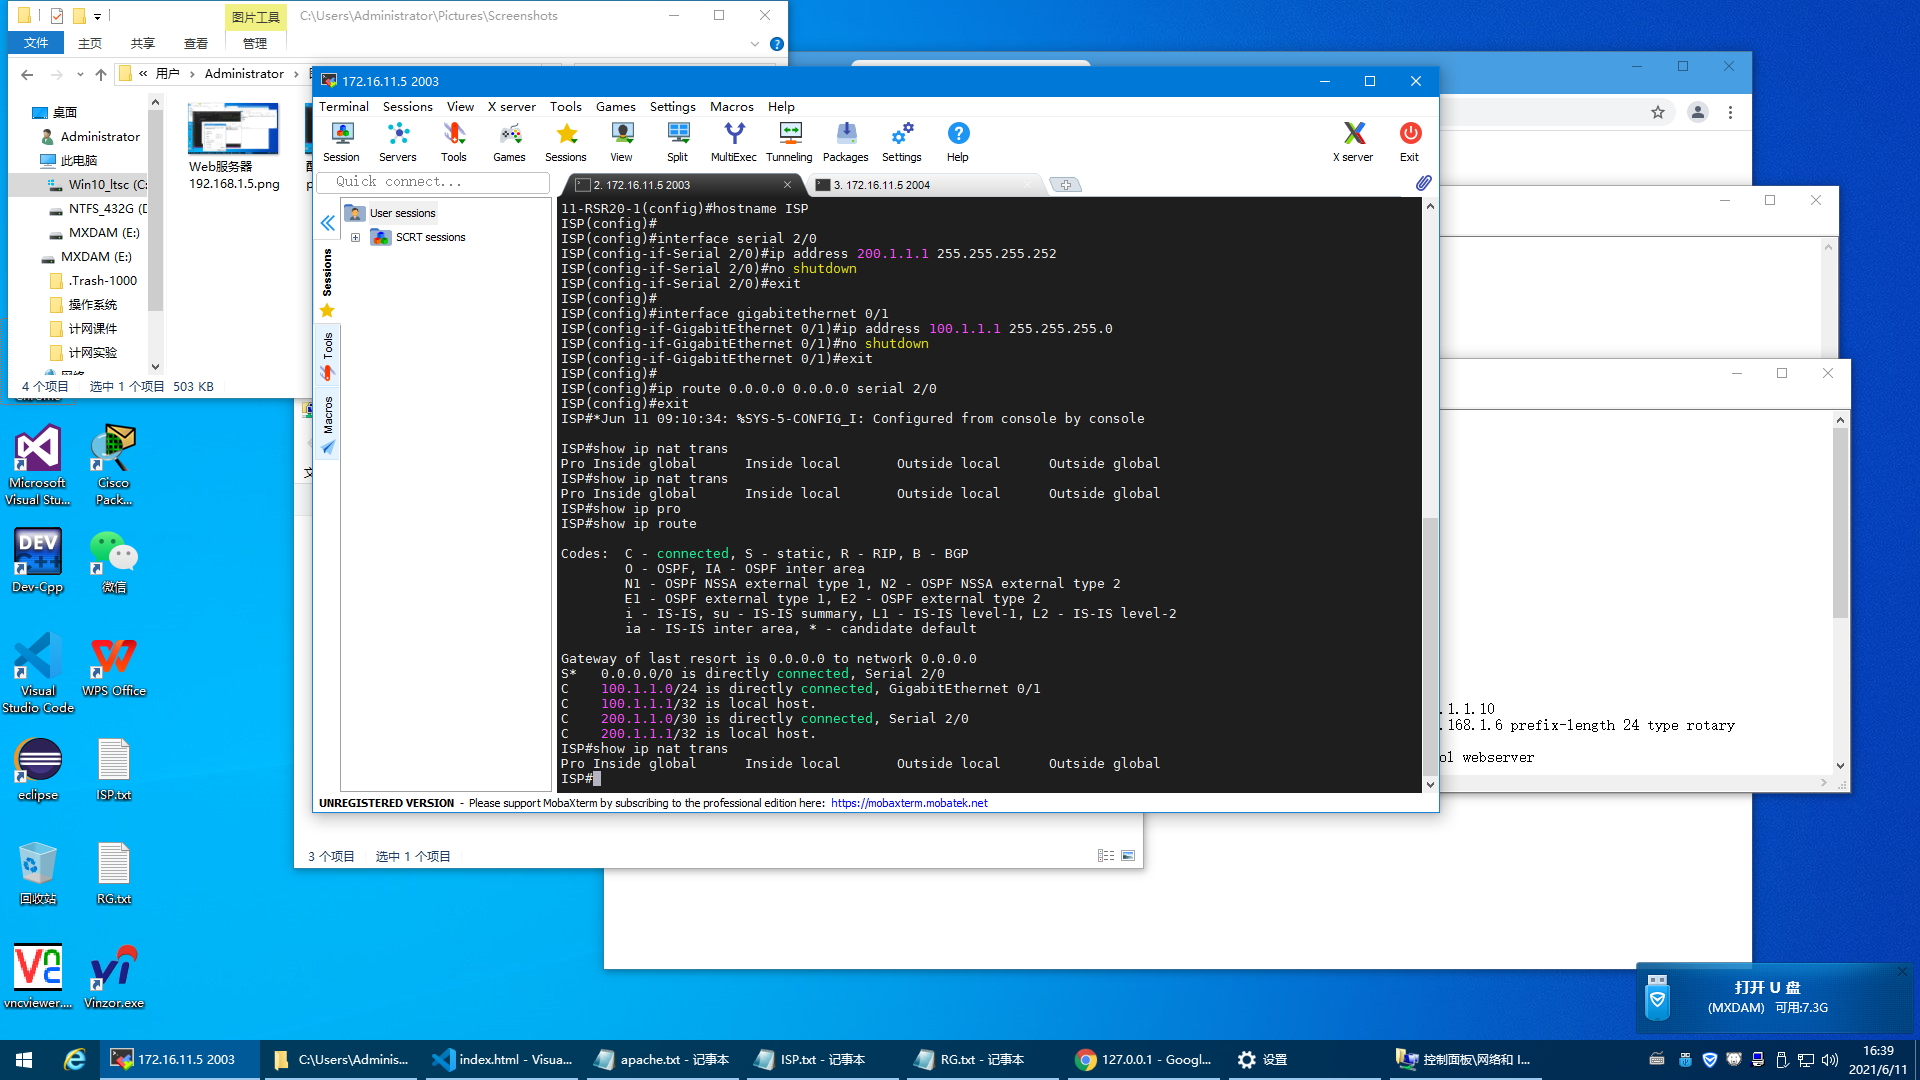 图片工具
C:\Users\Administrator\Pictures\Screenshots
文件
主页
共享
查看
管理
«
用户
Administrator
桌面
Administrator
此电脑
Win10_ltsc (C:
NTFS_432G (D
MXDAM (E:)
MXDAM (E:)
.Trash-1000
操作系统
计网课件
计网实验
Web服务器
192.168.1.5.png
4 个项目
选中 1 个项目
503 KB
172.16.11.5 2003
Terminal
Sessions
View
X server
Tools
Games
Settings
Macros
Help
Session
Servers
Tools
Games
Sessions
View
Split
MultiExec
Tunneling
Packages
Settings
Help
X server
Exit
Quick connect...
2. 172.16.11.5 2003
3. 172.16.11.5 2004
User sessions
SCRT sessions
Sessions
Tools
Macros
11-RSR20-1(config)#hostname ISP
ISP(config)#
ISP(config)#interface serial 2/0
ISP(config-if-Serial 2/0)#ip address 200.1.1.1 255.255.255.252
ISP(config-if-Serial 2/0)#no shutdown
ISP(config-if-Serial 2/0)#exit
ISP(config)#
ISP(config)#interface gigabitethernet 0/1
ISP(config-if-GigabitEthernet 0/1)#ip address 100.1.1.1 255.255.255.0
ISP(config-if-GigabitEthernet 0/1)#no shutdown
ISP(config-if-GigabitEthernet 0/1)#exit
ISP(config)#
ISP(config)#ip route 0.0.0.0 0.0.0.0 serial 2/0
ISP(config)#exit
ISP#*Jun 11 09:10:34: %SYS-5-CONFIG_I: Configured from console by console
ISP#show ip nat trans
Pro Inside global      Inside local       Outside local      Outside global
ISP#show ip nat trans
Pro Inside global      Inside local       Outside local      Outside global
ISP#show ip pro
ISP#show ip route
Codes:  C - connected, S - static, R - RIP, B - BGP
O - OSPF, IA - OSPF inter area
N1 - OSPF NSSA external type 1, N2 - OSPF NSSA external type 2
E1 - OSPF external type 1, E2 - OSPF external type 2
i - IS-IS, su - IS-IS summary, L1 - IS-IS level-1, L2 - IS-IS level-2
ia - IS-IS inter area, * - candidate default
Gateway of last resort is 0.0.0.0 to network 0.0.0.0
S*   0.0.0.0/0 is directly connected, Serial 2/0
C    100.1.1.0/24 is directly connected, GigabitEthernet 0/1
C    100.1.1.1/32 is local host.
C    200.1.1.0/30 is directly connected, Serial 2/0
C    200.1.1.1/32 is local host.
ISP#show ip nat trans
Pro Inside global      Inside local       Outside local      Outside global
ISP#
UNREGISTERED VERSION - Please support MobaXterm by subscribing to the professional edition here: https://mobaxterm.mobatek.net
.1.1.10
.168.1.6 prefix-length 24 type rotary
ol webserver
3 个项目
选中 1 个项目
Microsoft
Visual Stu...
Cisco
Pack...
DEV
C++
Dev-Cpp
微信
Visual
Studio Code
WPS Office
eclipse
ISP.txt
回收站
RG.txt
vncviewer....
Vinzor.exe
打开 U 盘
(MXDAM) 可用:7.3G
172.16.11.5 2003
C:\Users\Adminis...
index.html - Visua...
apache.txt - 记事本
ISP.txt - 记事本
RG.txt - 记事本
127.0.0.1 - Googl...
设置
控制面板\网络和 I...
16:39
2021/6/11